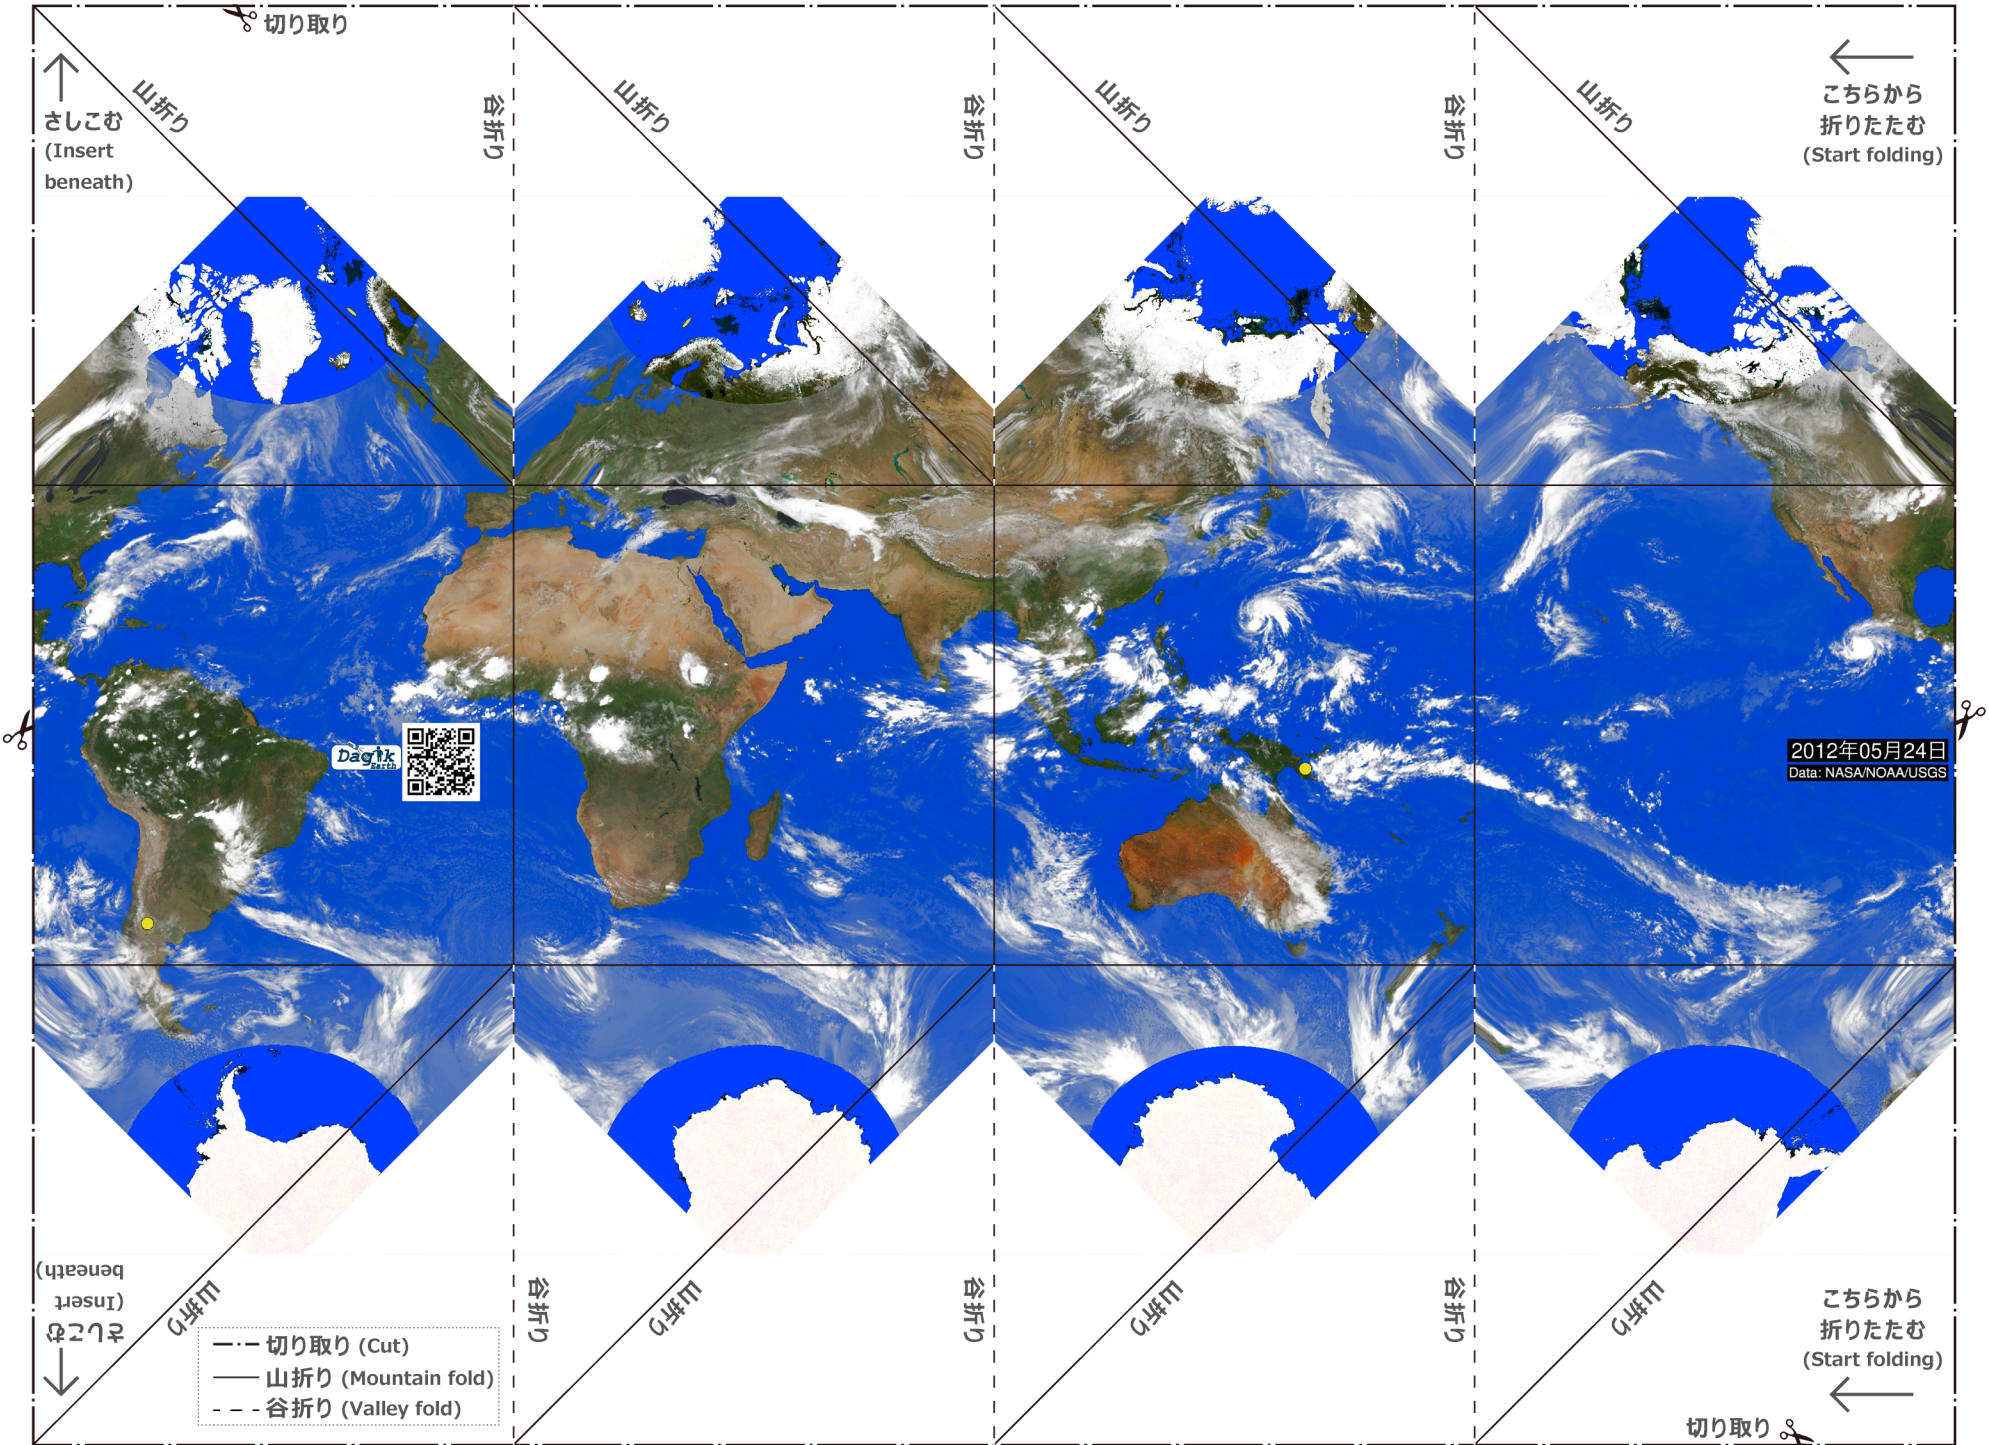 切り取り
さしこむ
(Insert
beneath)
山折り
谷折り
山折り
谷折り
山折り
谷折り
山折り
こちらから
折りたたむ
(Start folding)
Dagik
Earth
2012年05月24日
Data: NASA/NOAA/USGS
さしこむ
(Insert
beneath)
山折り
谷折り
山折り
谷折り
山折り
谷折り
山折り
こちらから
折りたたむ
(Start folding)
切り取り (Cut)
山折り (Mountain fold)
谷折り (Valley fold)
切り取り